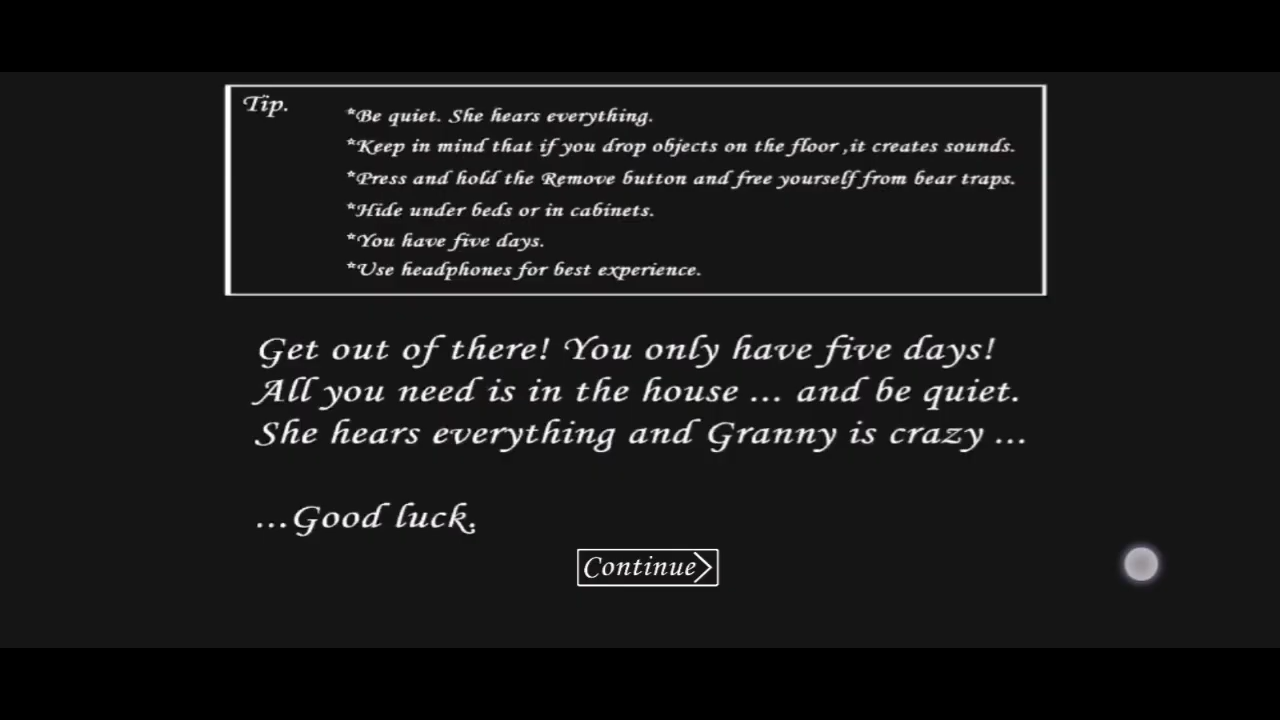 Tip.
*Be quiet. She hears everything.
*Keep in mind that if you drop objects on the floor ,it creates sounds.
*Press and hold the Remove button and free yourself from bear traps.
*Hide under beds or in cabinets.
*You have five days.
*Use headphones for best experience.
Get out of there! You only have five days!
All you need is in the house ... and be quiet.
She hears everything and Granny is crazy ...
...Good luck.
Continue